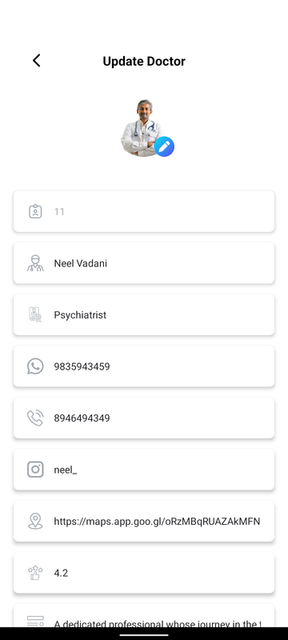 Update Doctor
11
Neel Vadani
Psychiatrist
9835943459
8946494349
neel_
https://maps.app.goo.gl/oRzMBqRUAZAkMFN
4.2
A dedicated professional whose journey in the